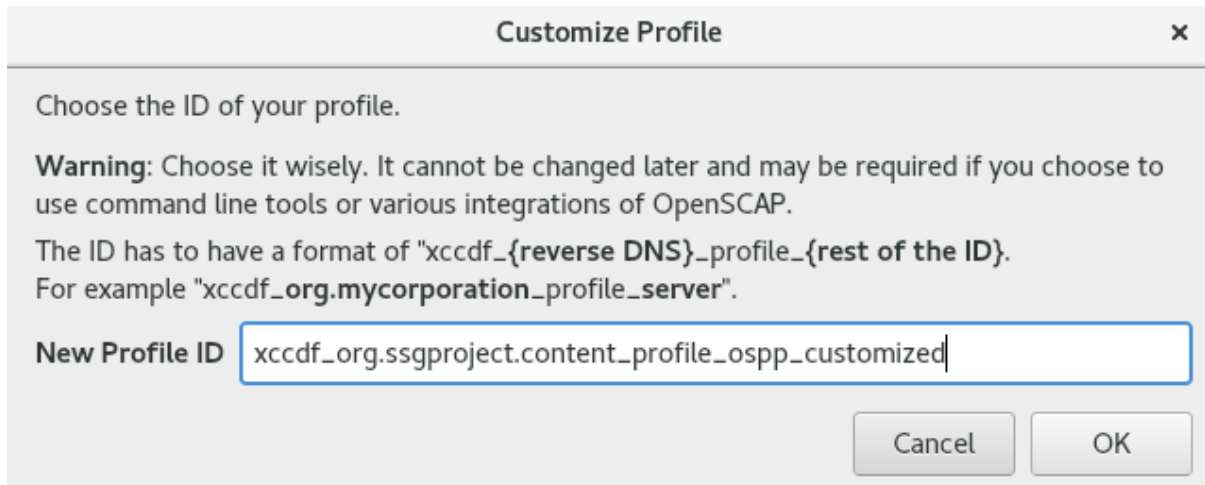 Customize Profile ×
Choose the ID of your profile.
Warning: Choose it wisely. It cannot be changed later and may be required if you choose to
use command line tools or various integrations of OpenSCAP.
The ID has to have a format of "xccdf_{reverse DNS}_profile_{rest of the ID}.
For example "xccdf_org.mycorporation_profile_server".
New Profile ID xccdf_org.ssgproject.content_profile_ospp_customized
Cancel OK